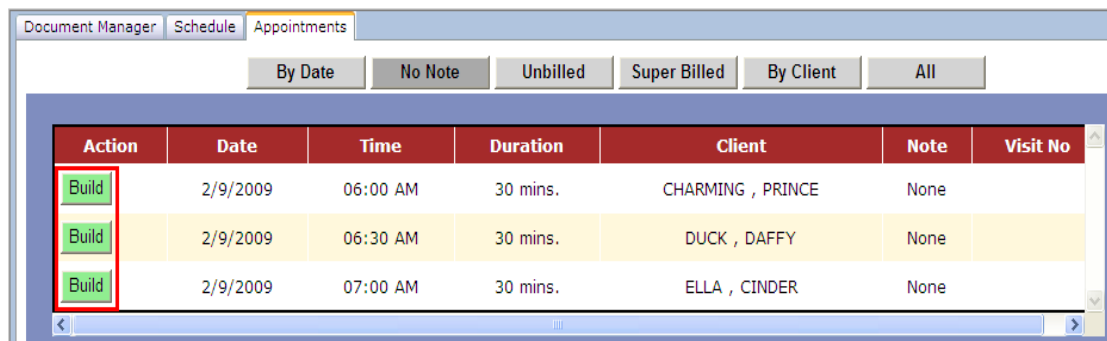 Document Manager Schedule Appointments
By Date No Note Unbilled Super Billed By Client All
Action Date Time Duration Client Note Visit No
Build 2/9/2009 06:00 AM 30 mins. CHARMING , PRINCE None
Build 2/9/2009 06:30 AM 30 mins. DUCK , DAFFY None
Build 2/9/2009 07:00 AM 30 mins. ELLA , CINDER None